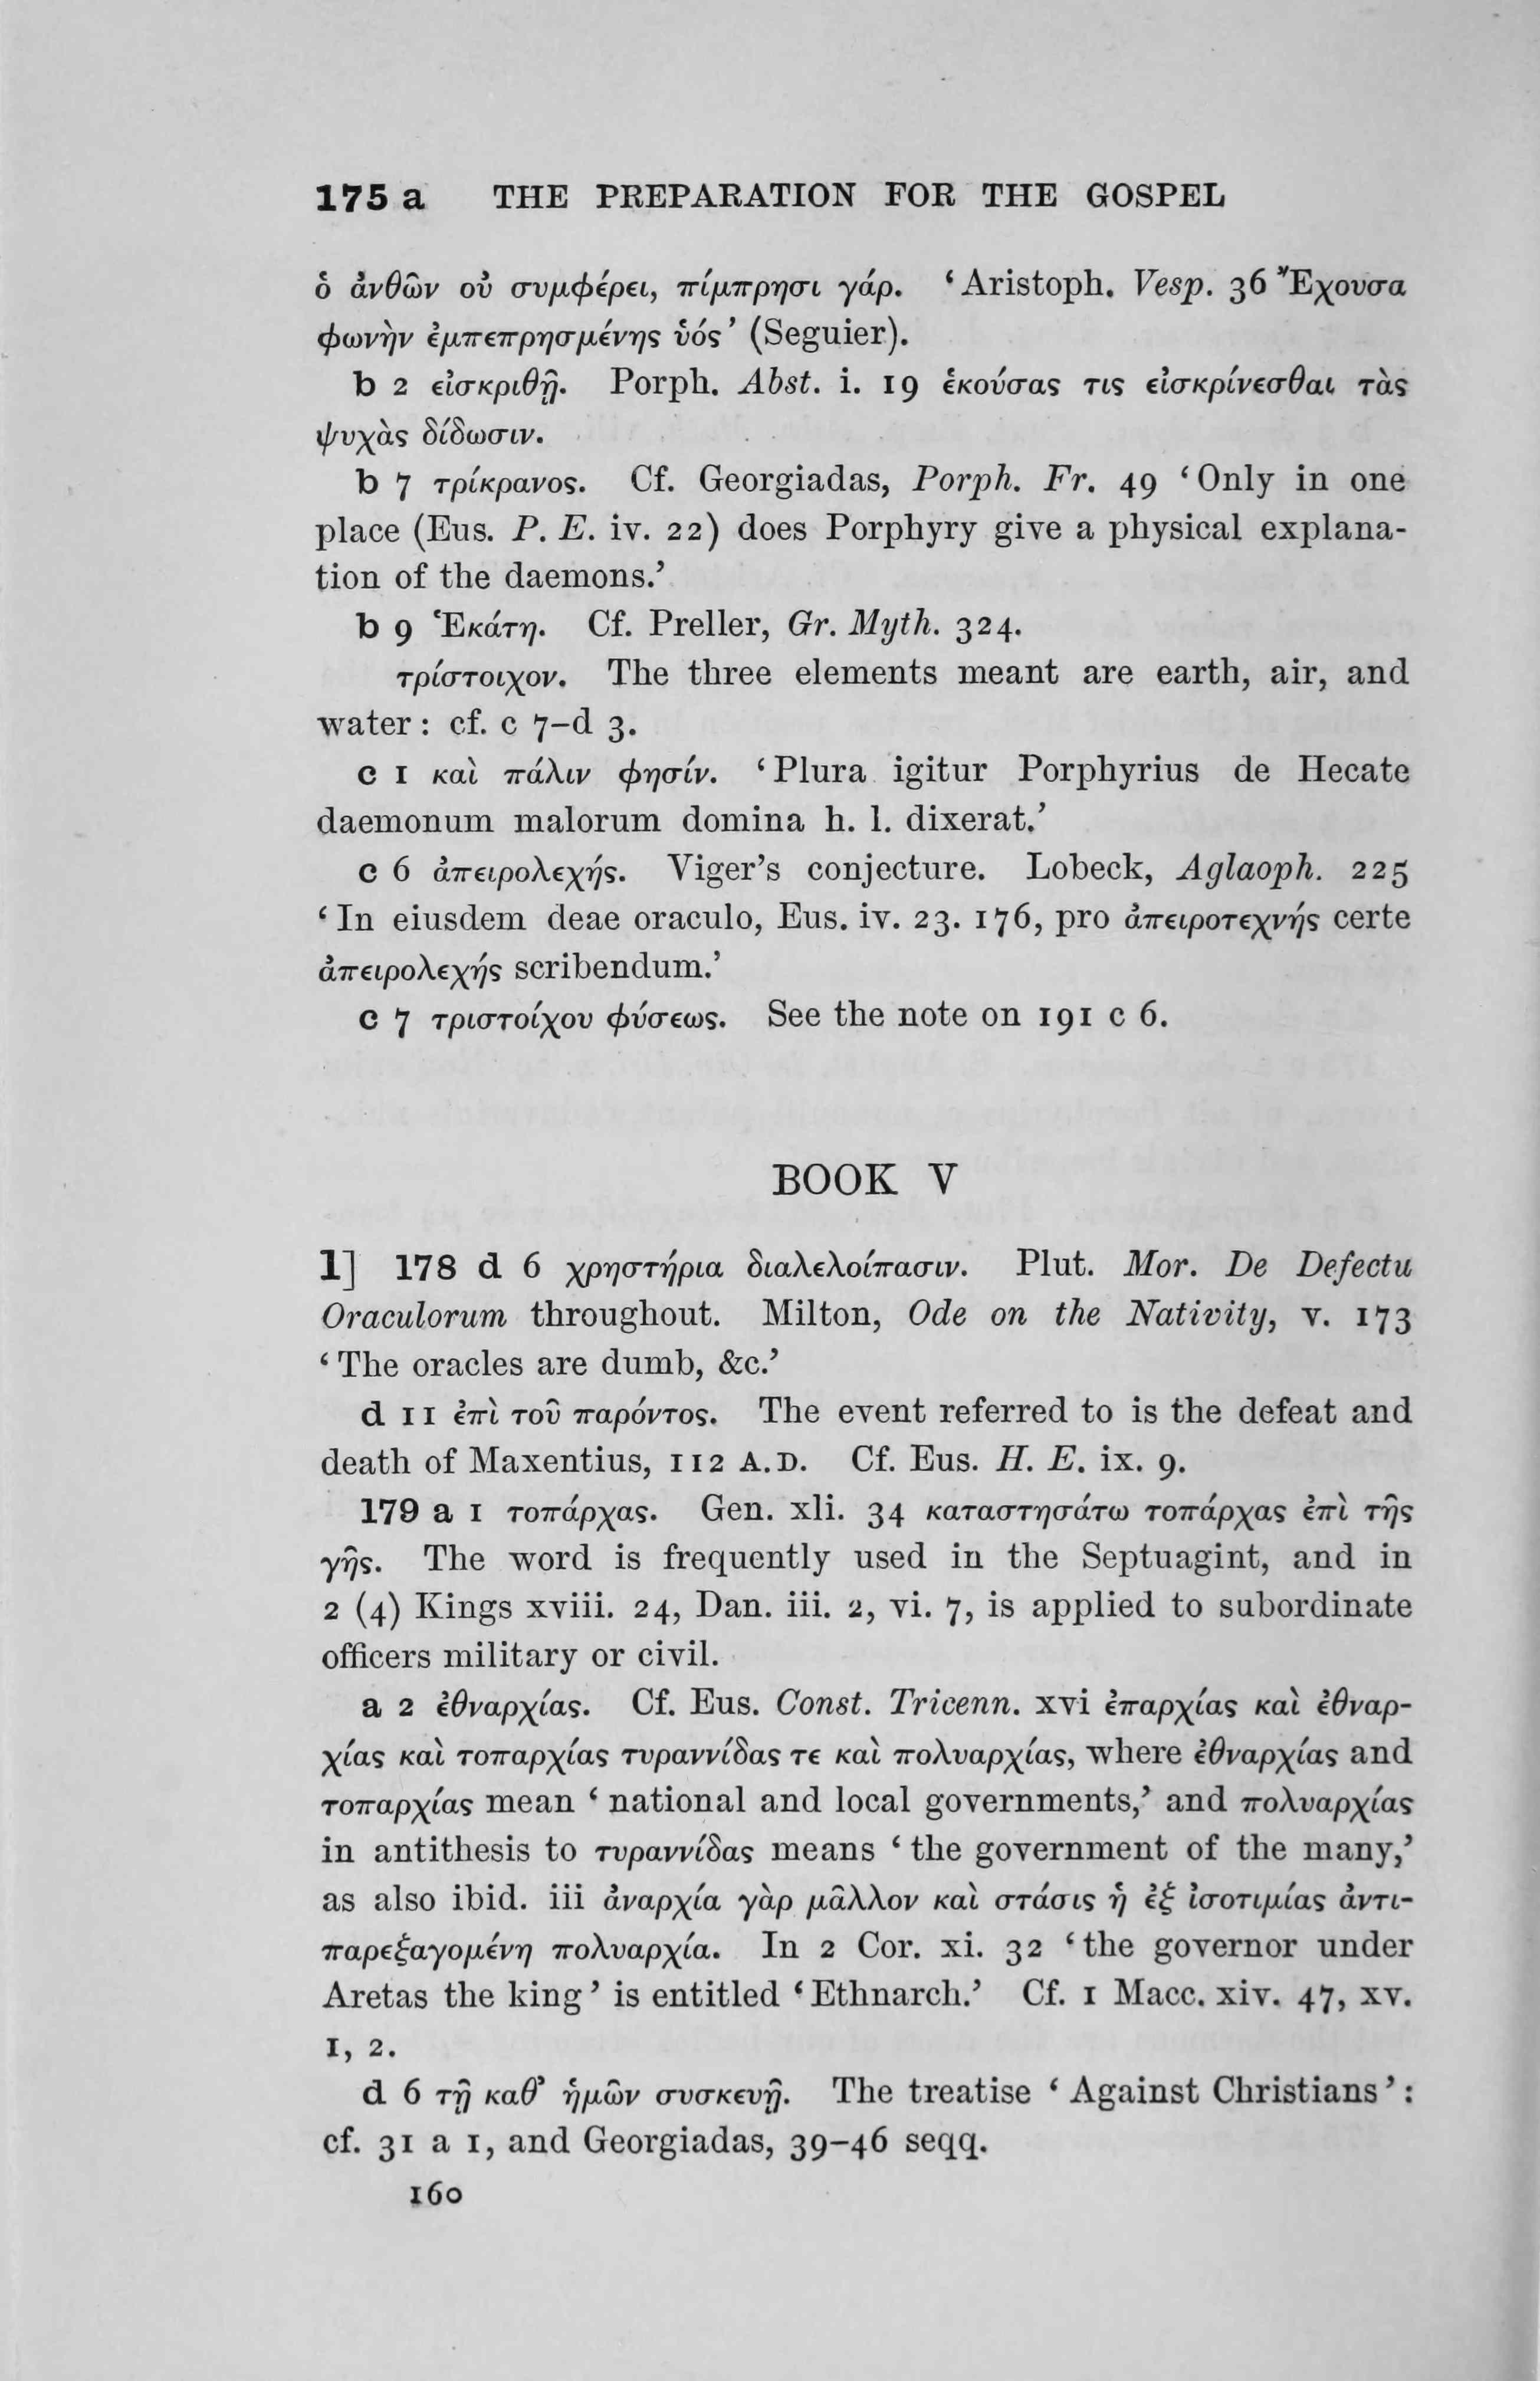 175 a THE PREPARATION FOR THE GOSPEL
ὁ ἀνθῶν οὐ συμφέρει, πίμπρησι γάρ. ‘Aristoph. Vesp. 36 Ἔχουσα
φωνὴν ἐμπεπρησμένης ὑός’ (Seguier).
b 2 εἰσκριθῇ. Porph. Abst. i. 19 ἑκούσας τις εἰσκρίνεσθαι τὰς
ψυχὰς δίδωσιν.
b 7 τρίκρανος. Cf. Georgiadas, Porph. Fr. 49 ‘Only in one
place (Eus. P. E. iv. 22) does Porphyry give a physical explana-
tion of the daemons.’
b 9 Ἑκάτη. Cf. Preller, Gr. Myth. 324.
τρίστοιχον. The three elements meant are earth, air, and
water: cf. c 7–d 3.
c 1 καὶ πάλιν φησίν. ‘Plura igitur Porphyrius de Hecate
daemonum malorum domina h. l. dixerat.’
c 6 ἀπειρολεχής. Viger’s conjecture. Lobeck, Aglaoph. 225
‘In eiusdem deae oraculo, Eus. iv. 23. 176, pro ἀπειροτεχνής certe
ἀπειρολεχής scribendum.’
c 7 τριστοίχου φύσεως. See the note on 191 c 6.
BOOK V
1] 178 d 6 χρηστήρια διαλελοίπασιν. Plut. Mor. De Defectu
Oraculorum throughout. Milton, Ode on the Nativity, v. 173
‘The oracles are dumb, &c.’
d 11 ἐπὶ τοῦ παρόντος. The event referred to is the defeat and
death of Maxentius, 112 A.D. Cf. Eus. H. E. ix. 9.
179 a 1 τοπάρχας. Gen. xli. 34 καταστησάτω τοπάρχας ἐπὶ τῆς
γῆς. The word is frequently used in the Septuagint, and in
2 (4) Kings xviii. 24, Dan. iii. 2, vi. 7, is applied to subordinate
officers military or civil.
a 2 ἐθναρχίας. Cf. Eus. Const. Tricenn. xvi ἐπαρχίας καὶ ἐθναρ-
χίας καὶ τοπαρχίας τυραννίδας τε καὶ πολυαρχίας, where ἐθναρχίας and
τοπαρχίας mean ‘national and local governments,’ and πολυαρχίας
in antithesis to τυραννίδας means ‘the government of the many,’
as also ibid. iii ἀναρχία γὰρ μᾶλλον καὶ στάσις ἡ ἐξ ἰσοτιμίας ἀντι-
παρεξαγομένη πολυαρχία. In 2 Cor. xi. 32 ‘the governor under
Aretas the king’ is entitled ‘Ethnarch.’ Cf. 1 Macc. xiv. 47, xv.
1, 2.
d 6 τῇ καθ’ ἡμῶν συσκευῇ. The treatise ‘Against Christians’:
cf. 31 a 1, and Georgiadas, 39–46 seqq.
160